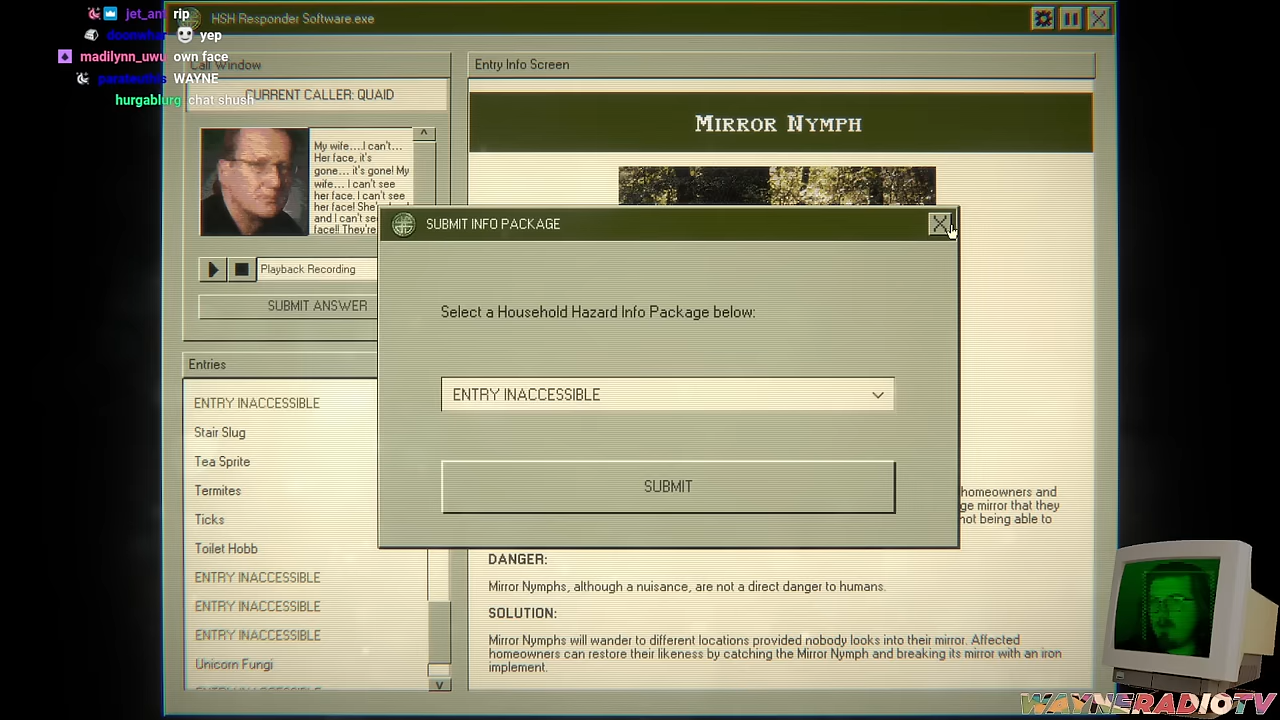 jet_an rip
HSH Responder Software.exe
doonwhar yep
madilynn_uwu own face
Call Window
Entry Info Screen
WAYNE
CURRENT CALLER: QUAID
hurgablurg chat shush
MIRROR NYMPH
My wife....I can't...
Her face, it's
gone... it's gone! My
wife... I can't see
her face. I can't see
her face! She's
and I can't see
face!! They're
SUBMIT INFO PACKAGE
Playback Recording
SUBMIT ANSWER
Select a Household Hazard Info Package below:
Entries
ENTRY INACCESSIBLE
ENTRY INACCESSIBLE
Stair Slug
Tea Sprite
SUBMIT
Termites
homeowners and
ge mirror that they
Ticks
not being able to
Toilet Hobb
DANGER:
ENTRY INACCESSIBLE
Mirror Nymphs, although a nuisance, are not a direct danger to humans.
ENTRY INACCESSIBLE
SOLUTION:
ENTRY INACCESSIBLE
Mirror Nymphs will wander to different locations provided nobody looks into their mirror. Affected
homeowners can restore their likeness by catching the Mirror Nymph and breaking its mirror with an iron
implement.
Unicorn Fungi
WAYNERADIOTV